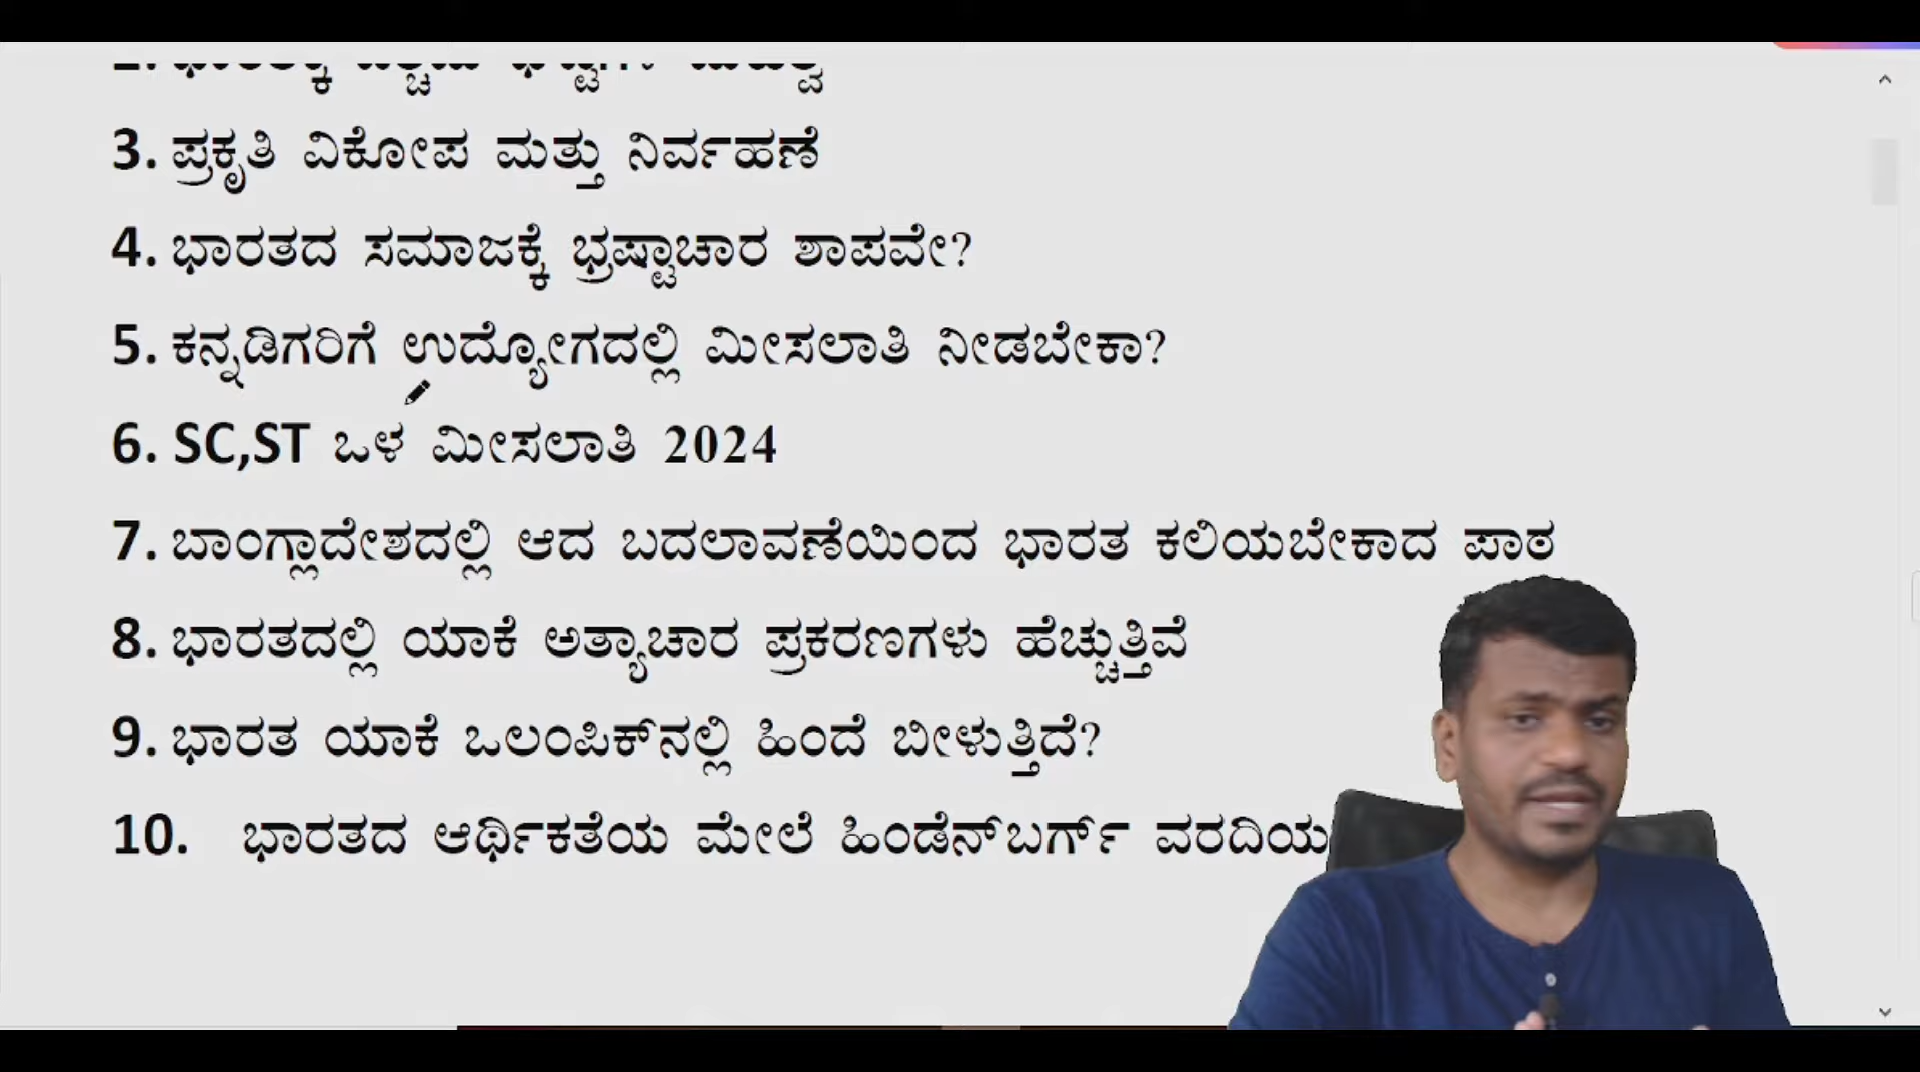 3. ಪ್ರಕೃತಿ ವಿಕೋಪ ಮತ್ತು ನಿರ್ವಹಣೆ
4. ಭಾರತದ ಸಮಾಜಕ್ಕೆ ಭ್ರಷ್ಟಾಚಾರ ಶಾಪವೇ?
5. ಕನ್ನಡಿಗರಿಗೆ ಉದ್ಯೋಗದಲ್ಲಿ ಮೀಸಲಾತಿ ನೀಡಬೇಕಾ?
6. SC,ST ಒಳ ಮೀಸಲಾತಿ 2024
7. ಬಾಂಗ್ಲಾದೇಶದಲ್ಲಿ ಆದ ಬದಲಾವಣೆಯಿಂದ ಭಾರತ ಕಲಿಯಬೇಕಾದ ಪಾಠ
8. ಭಾರತದಲ್ಲಿ ಯಾಕೆ ಅತ್ಯಾಚಾರ ಪ್ರಕರಣಗಳು ಹೆಚ್ಚುತ್ತಿವೆ
9. ಭಾರತ ಯಾಕೆ ಒಲಂಪಿಕ್‌ನಲ್ಲಿ ಹಿಂದೆ ಬೀಳುತ್ತಿದೆ?
10. ಭಾರತದ ಆರ್ಥಿಕತೆಯ ಮೇಲೆ ಹಿಂಡೆನ್‌ಬರ್ಗ್ ವರದಿಯ